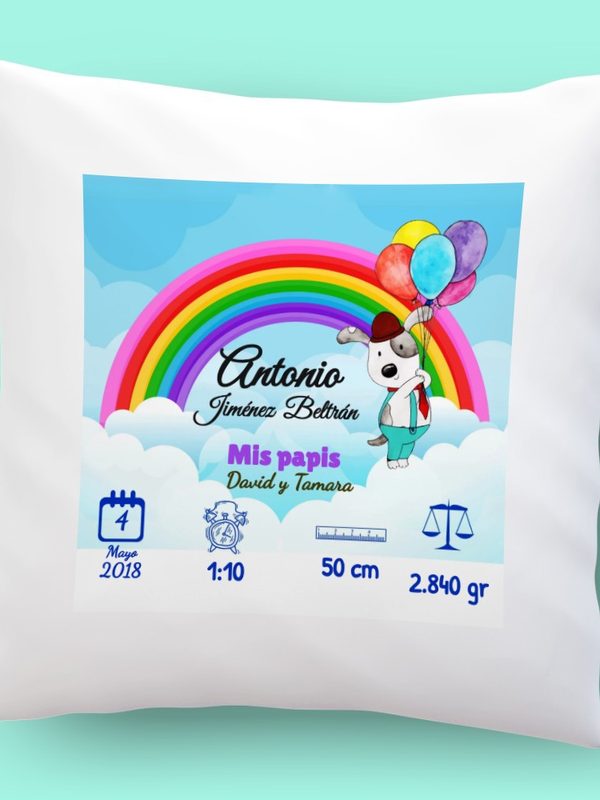 Antonio
Jiménez Beltrán
Mis papis
David y Tamara
4
Mayo
2018
1:10
50 cm
2.840 gr